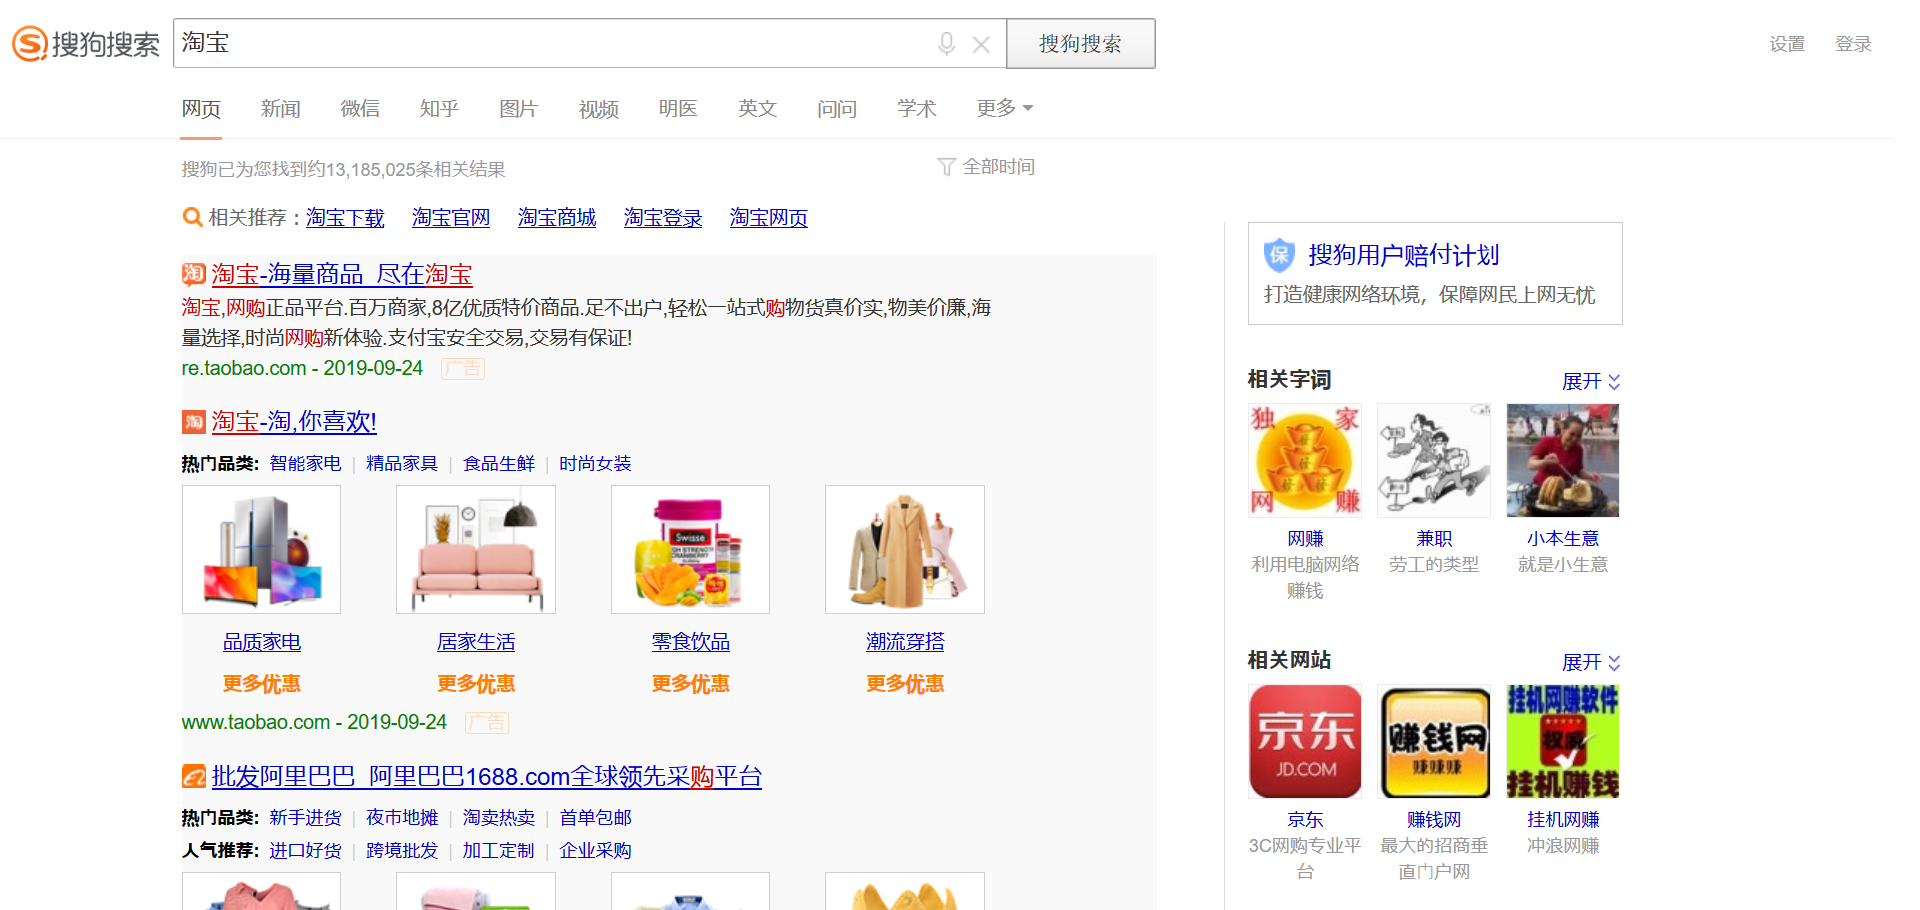 搜狗搜索
淘宝
搜狗搜索
设置 登录
网页 新闻 微信 知乎 图片 视频 明医 英文 问问 学术 更多
搜狗已为您找到约13,185,025条相关结果
全部时间
相关推荐： 淘宝下载 淘宝官网 淘宝商城 淘宝登录 淘宝网页
淘 淘宝-海量商品 尽在淘宝
淘宝,网购正品平台.百万商家,8亿优质特价商品.足不出户,轻松一站式购物货真价实,物美价廉,海
量选择,时尚网购新体验.支付宝安全交易,交易有保证!
re.taobao.com - 2019-09-24 广告
淘 淘宝-淘,你喜欢!
热门品类: 智能家电 | 精品家具 | 食品生鲜 | 时尚女装
Swisse
HIGH STRENGTH
CRANBERRY
品质家电 居家生活 零食饮品 潮流穿搭
更多优惠 更多优惠 更多优惠 更多优惠
www.taobao.com - 2019-09-24 广告
批发阿里巴巴 阿里巴巴1688.com全球领先采购平台
热门品类: 新手进货 | 夜市地摊 | 淘卖热卖 | 首单包邮
人气推荐: 进口好货 | 跨境批发 | 加工定制 | 企业采购
保 搜狗用户赔付计划
打造健康网络环境，保障网民上网无忧
相关字词 展开
独 家
發
發 發
網 赚
网赚 兼职 小本生意
利用电脑网络 劳工的类型 就是小生意
赚钱
相关网站 展开
京东
JD.COM
赚钱网
赚赚赚
挂机网赚软件
权威
挂机赚钱
京东 赚钱网 挂机网赚
3C网购专业平 最大的招商垂 冲浪网赚
台 直门户网